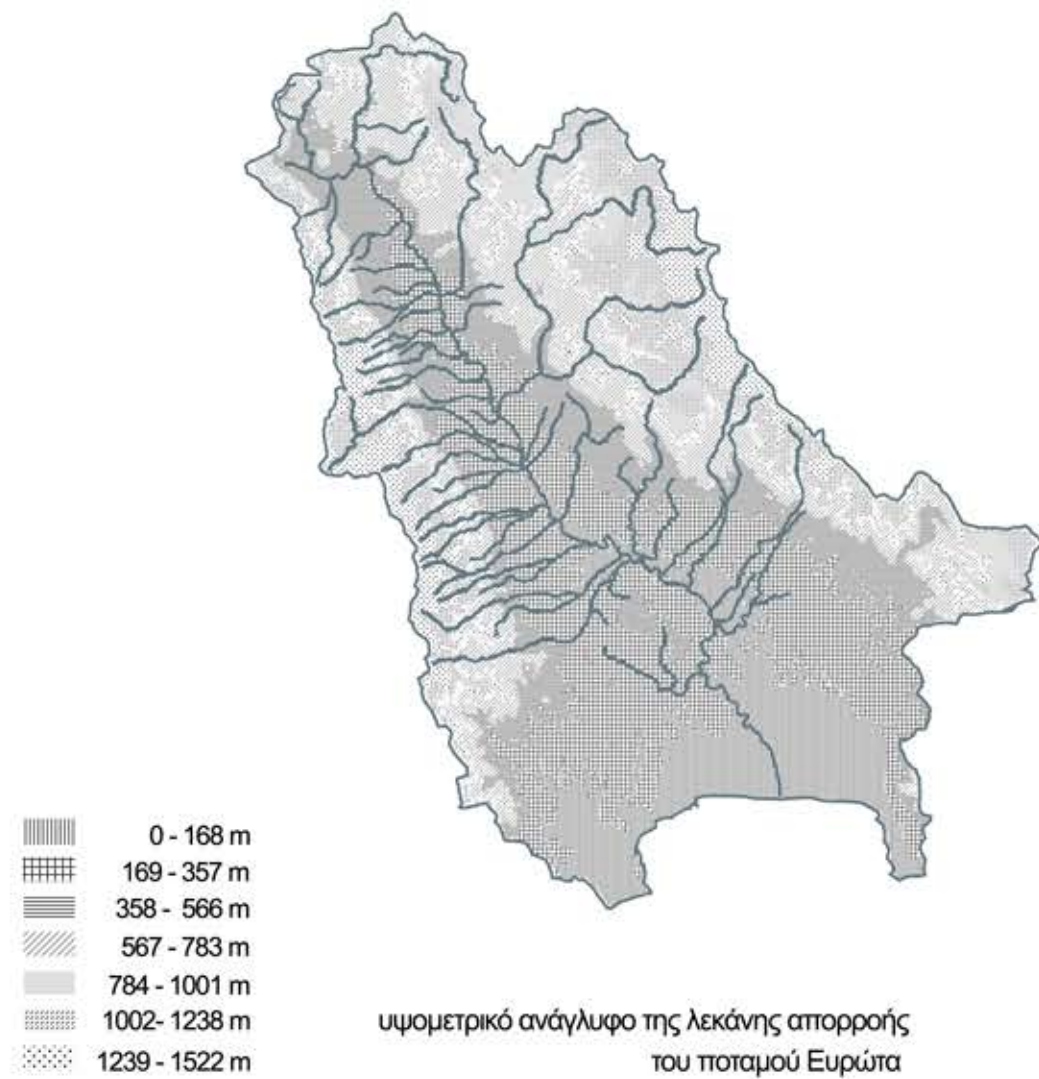 0 - 168 m
169 - 357 m
358 - 566 m
567 - 783 m
784 - 1001 m
1002- 1238 m
1239 - 1522 m
υψομετρικό ανάγλυφο της λεκάνης απορροής
του ποταμού Ευρώτα